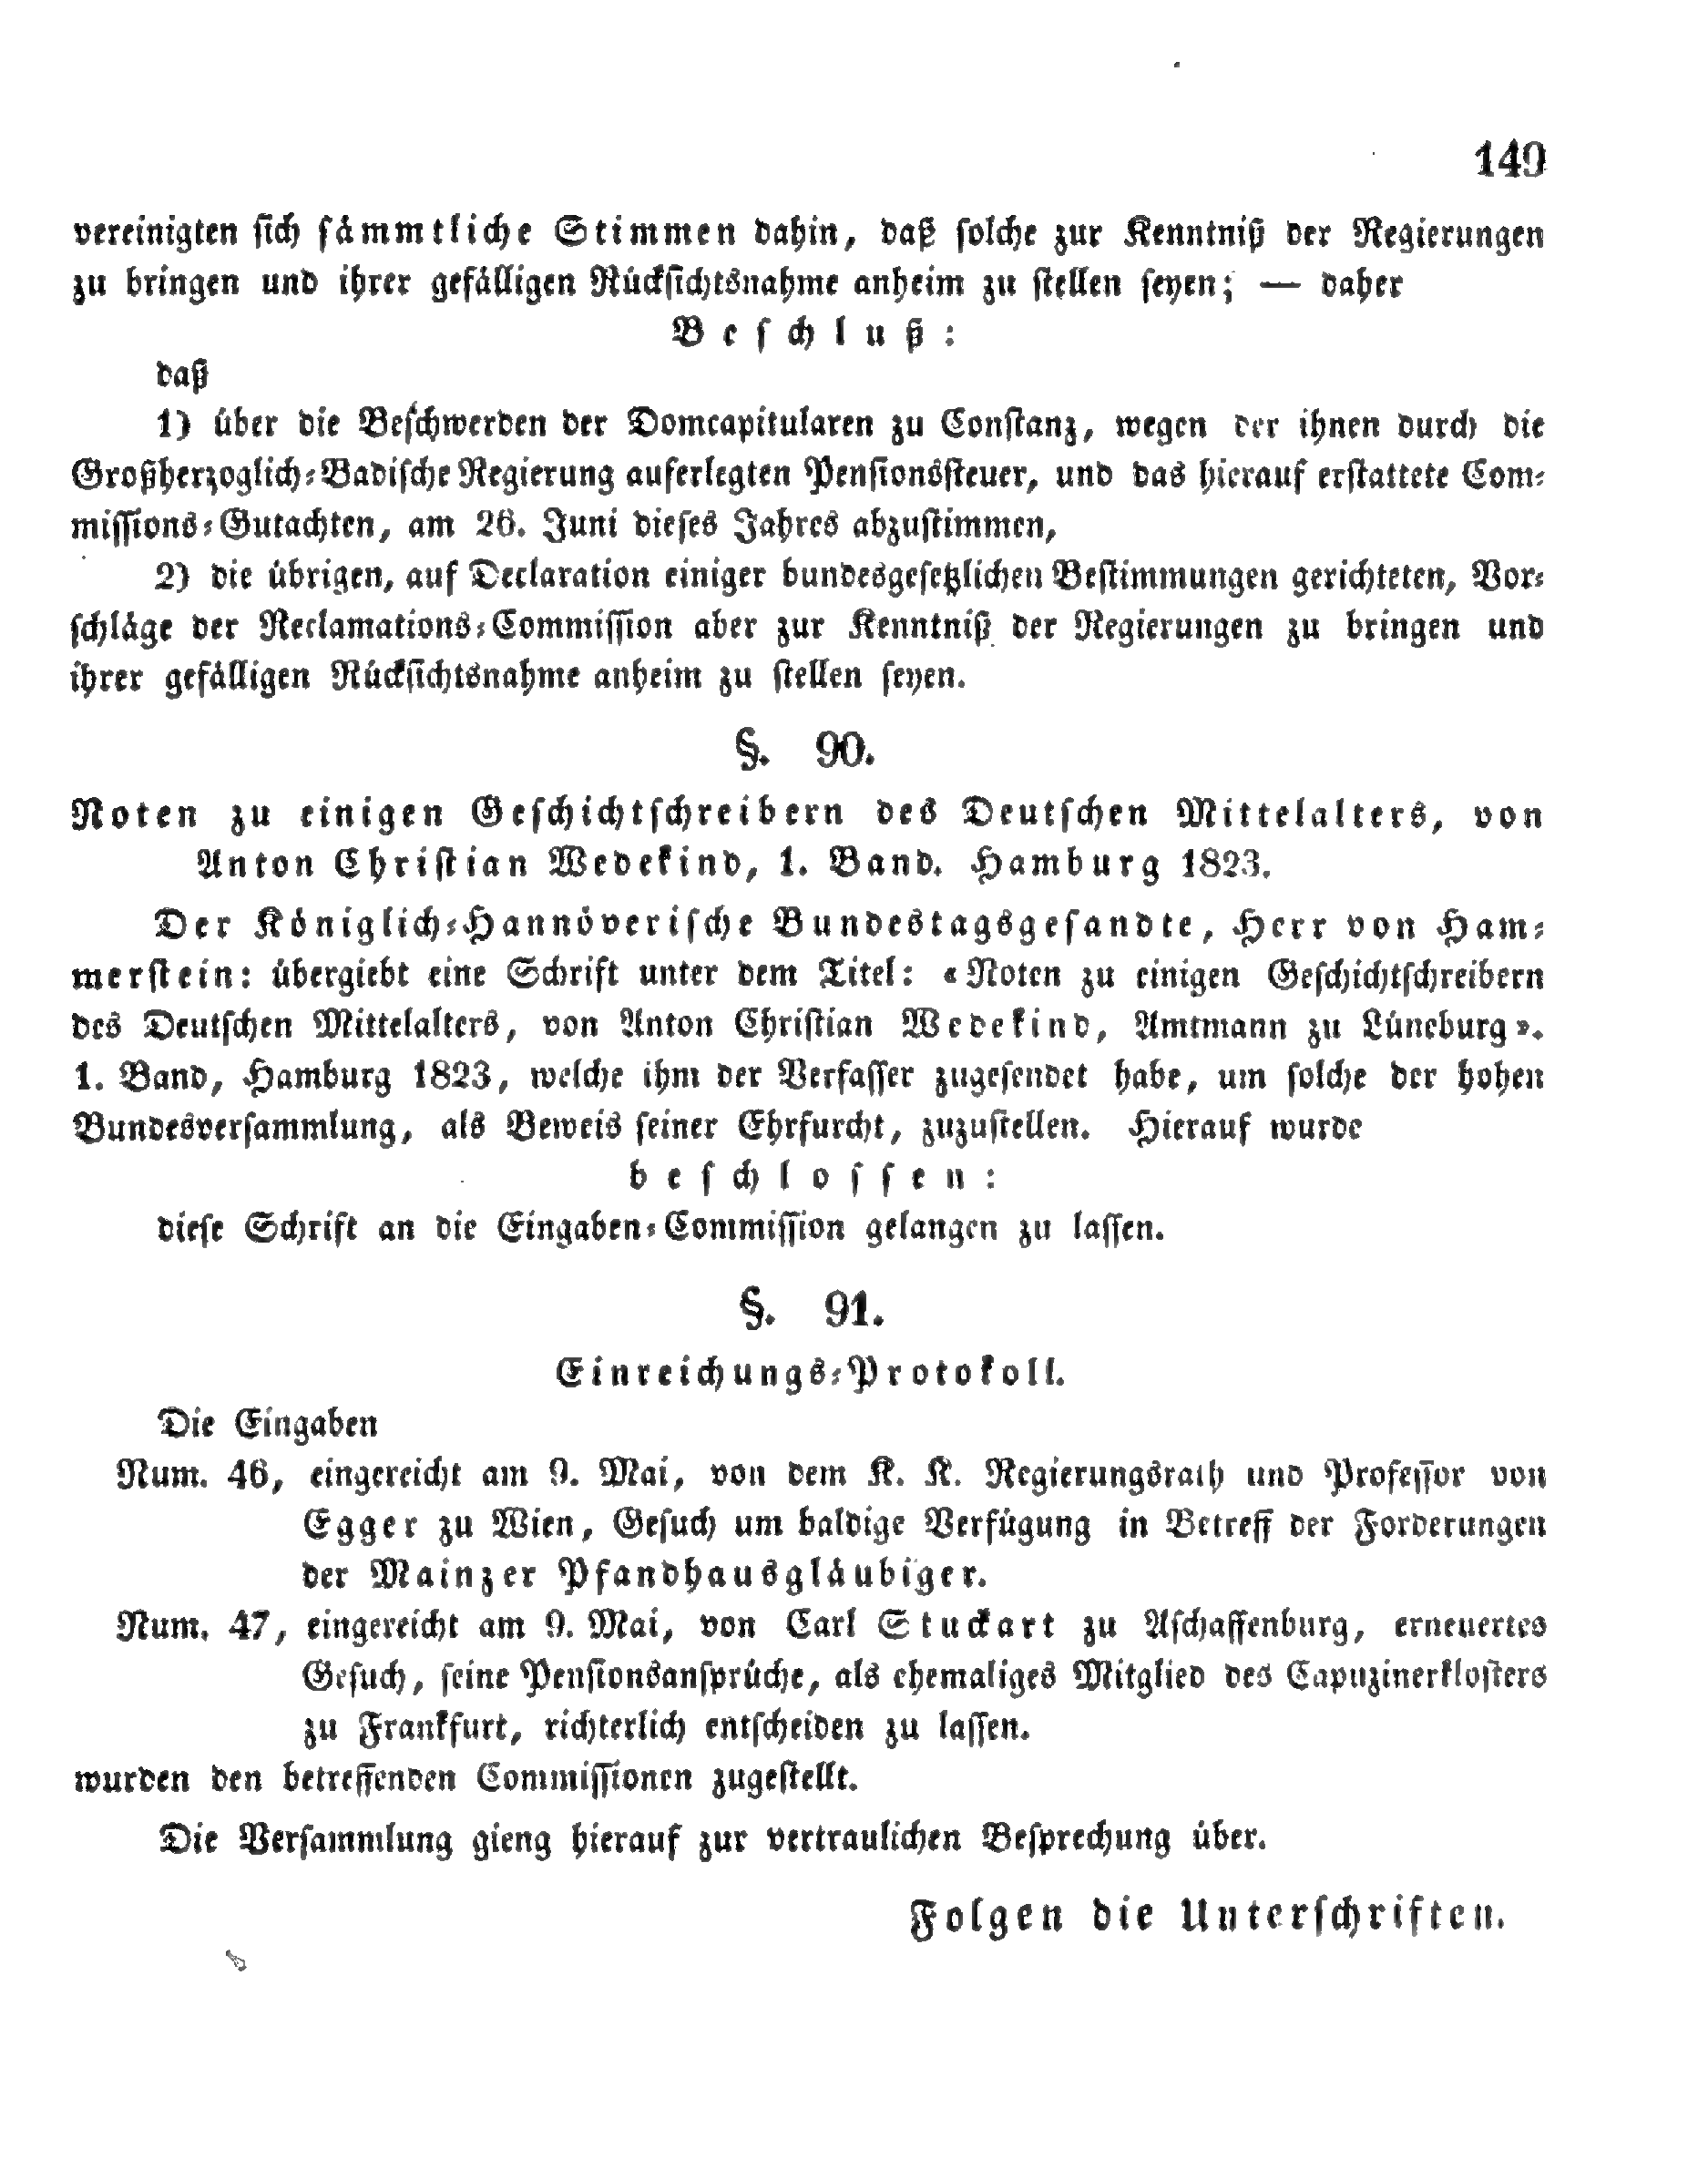 149
vereinigten sich sämmtliche Stimmen dahin, daß solche zur Kenntniß der Regierungen
zu bringen und ihrer gefälligen Rücksichtsnahme anheim zu stellen seyen; — daher
Beschluß:
daß
1) über die Beschwerden der Domcapitularen zu Constanz, wegen der ihnen durch die
Großherzoglich-Badische Regierung auferlegten Pensionssteuer, und das hierauf erstattete Com-
missions-Gutachten, am 26. Juni dieses Jahres abzustimmen,
2) die übrigen, auf Declaration einiger bundesgesetzlichen Bestimmungen gerichteten, Vor-
schläge der Reclamations-Commission aber zur Kenntniß der Regierungen zu bringen und
ihrer gefälligen Rücksichtsnahme anheim zu stellen seyen.
§. 90.
Noten zu einigen Geschichtschreibern des Deutschen Mittelalters, von
Anton Christian Wedekind, 1. Band. Hamburg 1823.
Der Königlich-Hannöverische Bundestagsgesandte, Herr von Ham-
merstein: übergiebt eine Schrift unter dem Titel: «Noten zu einigen Geschichtschreibern
des Deutschen Mittelalters, von Anton Christian Wedekind, Amtmann zu Lüneburg».
1. Band, Hamburg 1823, welche ihm der Verfasser zugesendet habe, um solche der hohen
Bundesversammlung, als Beweis seiner Ehrfurcht, zuzustellen. Hierauf wurde
beschlossen:
diese Schrift an die Eingaben-Commission gelangen zu lassen.
§. 91.
Einreichungs-Protokoll.
Die Eingaben
Num. 46, eingereicht am 9. Mai, von dem K. K. Regierungsrath und Professor von
Egger zu Wien, Gesuch um baldige Verfügung in Betreff der Forderungen
der Mainzer Pfandhausgläubiger.
Num. 47, eingereicht am 9. Mai, von Carl Stuckart zu Aschaffenburg, erneuertes
Gesuch, seine Pensionsansprüche, als ehemaliges Mitglied des Capuzinerklosters
zu Frankfurt, richterlich entscheiden zu lassen.
wurden den betreffenden Commissionen zugestellt.
Die Versammlung gieng hierauf zur vertraulichen Besprechung über.
Folgen die Unterschriften.